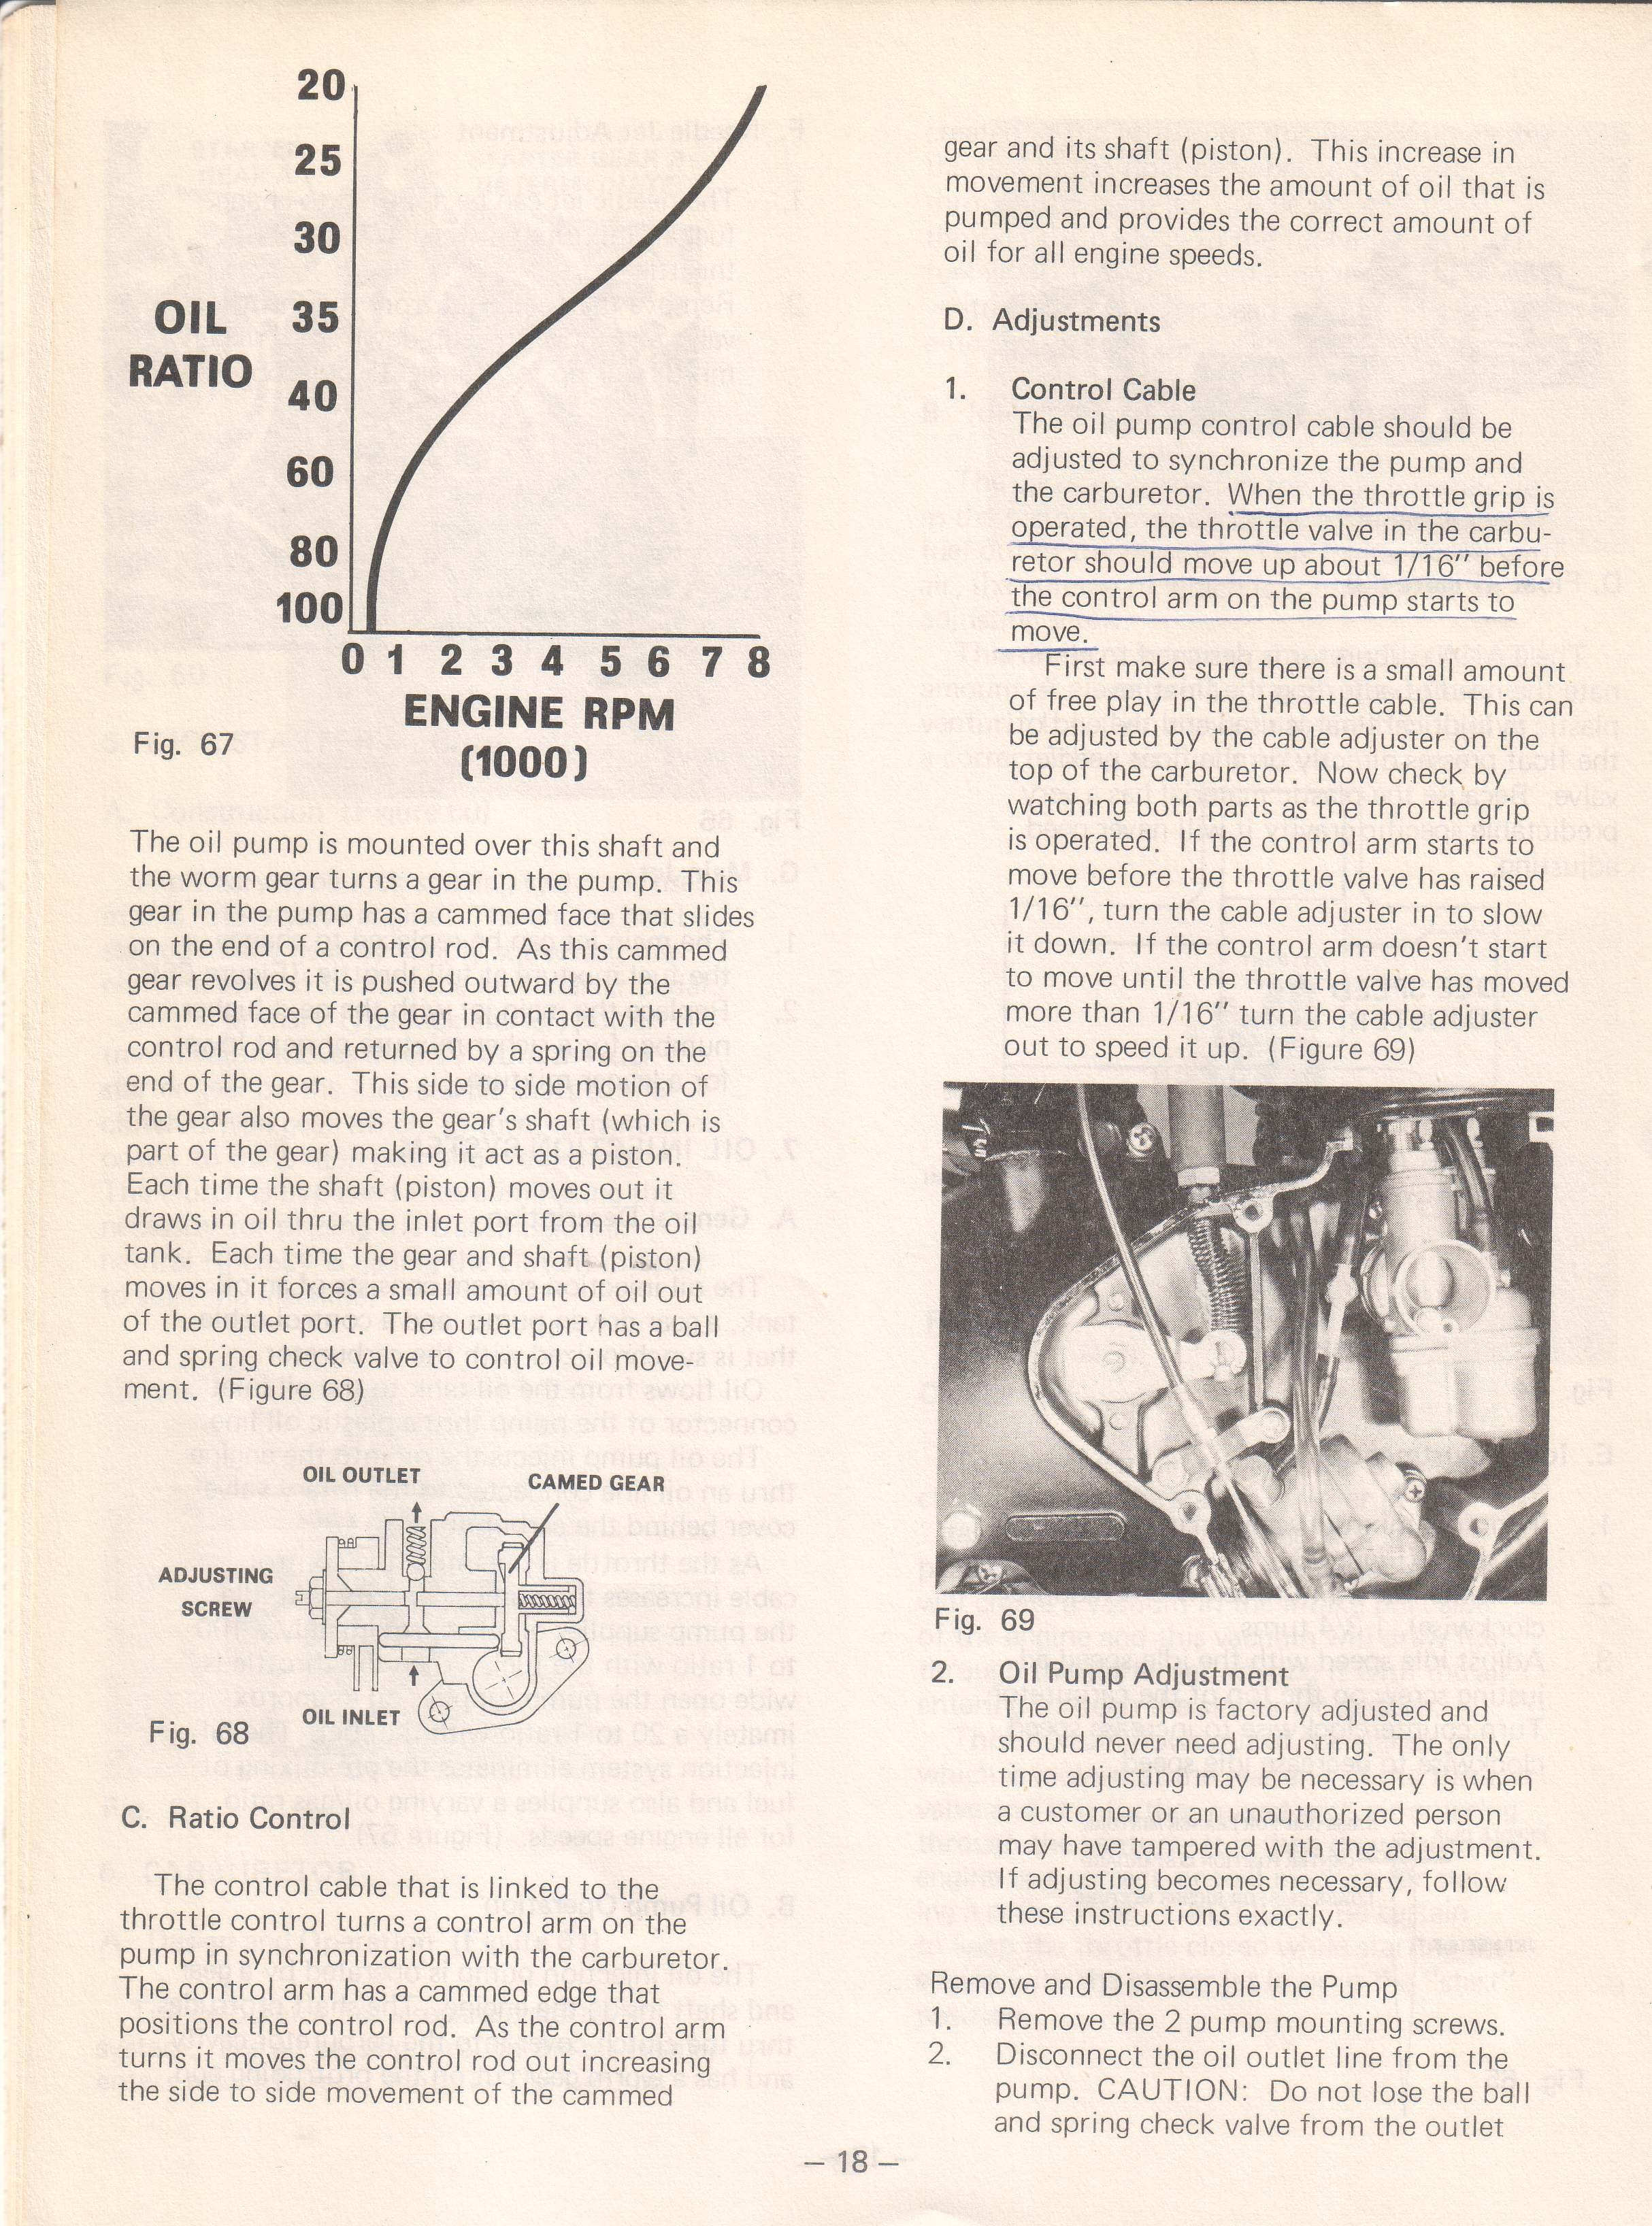 20
25
30
OIL
RATIO
35
40
60
80
100
0 1 2 3 4 5 6 7 8
ENGINE RPM
(1000)
Fig. 67
The oil pump is mounted over this shaft and
the worm gear turns a gear in the pump. This
gear in the pump has a cammed face that slides
on the end of a control rod. As this cammed
gear revolves it is pushed outward by the
cammed face of the gear in contact with the
control rod and returned by a spring on the
end of the gear. This side to side motion of
the gear also moves the gear's shaft (which is
part of the gear) making it act as a piston.
Each time the shaft (piston) moves out it
draws in oil thru the inlet port from the oil
tank. Each time the gear and shaft (piston)
moves in it forces a small amount of oil out
of the outlet port. The outlet port has a ball
and spring check valve to control oil move-
ment. (Figure 68)
OIL OUTLET
CAMED GEAR
ADJUSTING
SCREW
OIL INLET
Fig. 68
C. Ratio Control
The control cable that is linked to the
throttle control turns a control arm on the
pump in synchronization with the carburetor.
The control arm has a cammed edge that
positions the control rod. As the control arm
turns it moves the control rod out increasing
the side to side movement of the cammed
gear and its shaft (piston). This increase in
movement increases the amount of oil that is
pumped and provides the correct amount of
oil for all engine speeds.
D. Adjustments
1. Control Cable
The oil pump control cable should be
adjusted to synchronize the pump and
the carburetor. When the throttle grip is
operated, the throttle valve in the carbu-
retor should move up about 1/16" before
the control arm on the pump starts to
move.
First make sure there is a small amount
of free play in the throttle cable. This can
be adjusted by the cable adjuster on the
top of the carburetor. Now check by
watching both parts as the throttle grip
is operated. If the control arm starts to
move before the throttle valve has raised
1/16", turn the cable adjuster in to slow
it down. If the control arm doesn't start
to move until the throttle valve has moved
more than 1/16" turn the cable adjuster
out to speed it up. (Figure 69)
Fig. 69
2. Oil Pump Adjustment
The oil pump is factory adjusted and
should never need adjusting. The only
time adjusting may be necessary is when
a customer or an unauthorized person
may have tampered with the adjustment.
If adjusting becomes necessary, follow
these instructions exactly.
Remove and Disassemble the Pump
1. Remove the 2 pump mounting screws.
2. Disconnect the oil outlet line from the
pump. CAUTION: Do not lose the ball
and spring check valve from the outlet
– 18 –